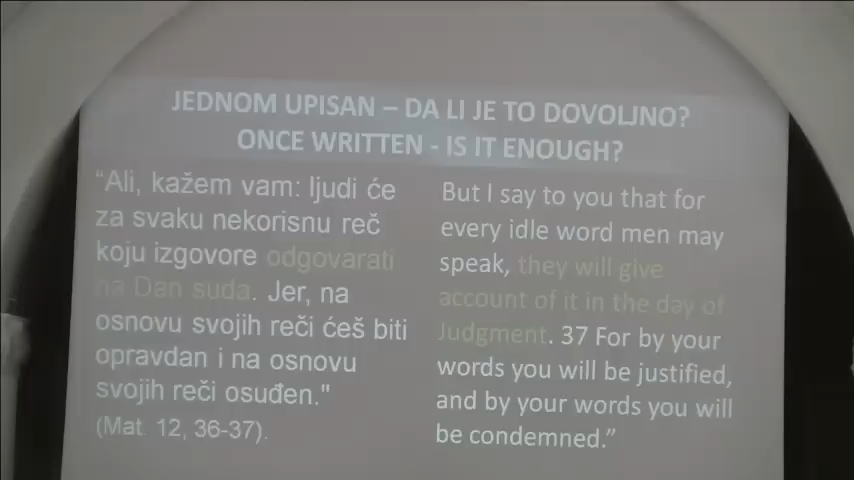 JEDNOM UPISAN – DA LI JE TO DOVOLJNO?
ONCE WRITTEN - IS IT ENOUGH?
“Ali, kažem vam: ljudi će
za svaku nekorisnu reč
koju izgovore odgovarati
na Dan suda. Jer, na
osnovu svojih reči ćeš biti
opravdan i na osnovu
svojih reči osuđen."
(Mat. 12, 36-37).
But I say to you that for
every idle word men may
speak, they will give
account of it in the day of
Judgment. 37 For by your
words you will be justified,
and by your words you will
be condemned.”